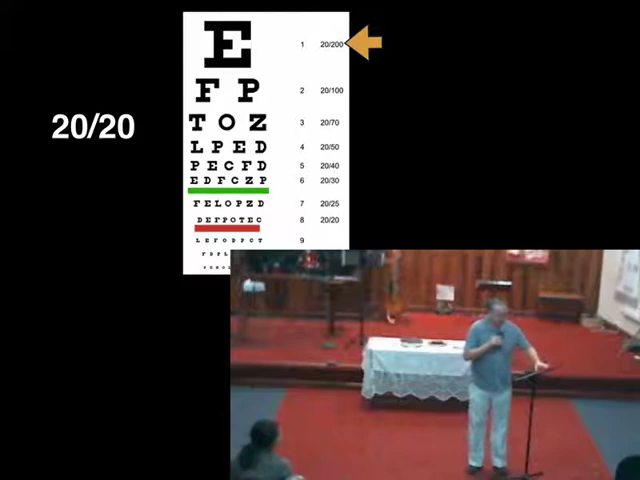 20/20
E 1 20/200
F P 2 20/100
T O Z 3 20/70
L P E D 4 20/50
P E C F D 5 20/40
E D F C Z P 6 20/30
F E L O P Z D 7 20/25
D E F P O T E C 8 20/20
L E F O D P C T 9
F D P L